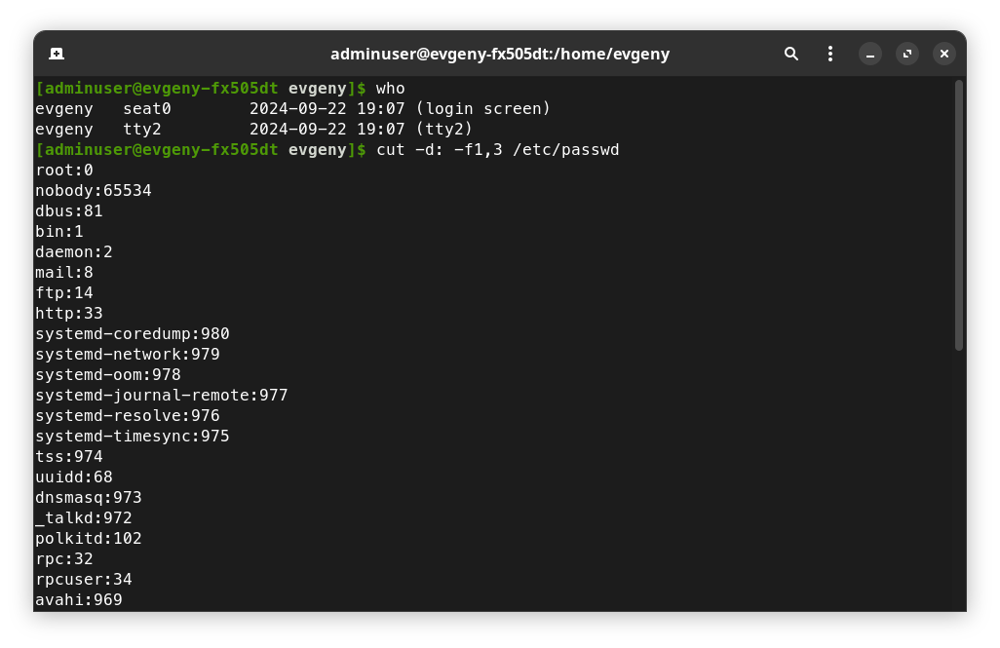 adminuser@evgeny-fx505dt:/home/evgeny
[adminuser@evgeny-fx505dt evgeny]$ who
evgeny   seat0        2024-09-22 19:07 (login screen)
evgeny   tty2         2024-09-22 19:07 (tty2)
[adminuser@evgeny-fx505dt evgeny]$ cut -d: -f1,3 /etc/passwd
root:0
nobody:65534
dbus:81
bin:1
daemon:2
mail:8
ftp:14
http:33
systemd-coredump:980
systemd-network:979
systemd-oom:978
systemd-journal-remote:977
systemd-resolve:976
systemd-timesync:975
tss:974
uuidd:68
dnsmasq:973
_talkd:972
polkitd:102
rpc:32
rpcuser:34
avahi:969